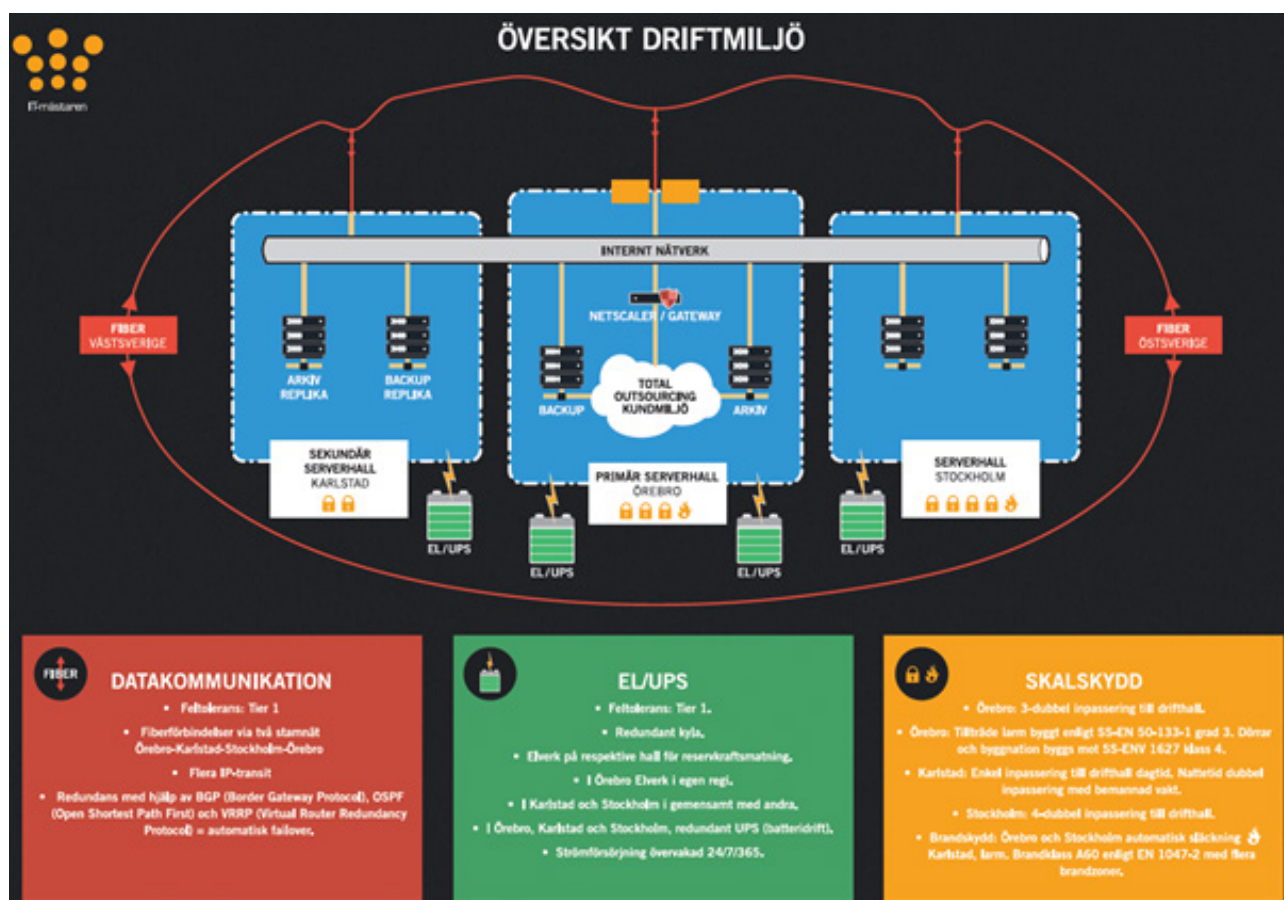 ÖVERSIKT DRIFTMILJÖ
IT-mästaren
INTERNT NÄTVERK
NETSCALER / GATEWAY
FIBER
VÄSTSVERIGE
FIBER
ÖSTSVERIGE
ARKIV
REPLIKA
BACKUP
REPLIKA
BACKUP
TOTAL
OUTSOURCING
KUNDMILJÖ
ARKIV
SEKUNDÄR
SERVERHALL
KARLSTAD
PRIMÄR SERVERHALL
ÖREBRO
SERVERHALL
STOCKHOLM
EL/UPS
EL/UPS
EL/UPS
EL/UPS
FIBER
DATAKOMMUNIKATION
• Feltolerans: Tier 1
• Fiberförbindelser via två stamnät
Örebro-Karlstad-Stockholm-Örebro
• Flera IP-transit
• Redundans med hjälp av BGP (Border Gateway Protocol), OSPF
(Open Shortest Path First) och VRRP (Virtual Router Redundancy
Protocol) = automatisk failover.
EL/UPS
• Feltolerans: Tier 1.
• Redundant kyla.
• Elverk på respektive hall för reservkraftsmatning.
• I Örebro Elverk i egen regi.
• I Karlstad och Stockholm i gemensamt med andra.
• I Örebro, Karlstad och Stockholm, redundant UPS (batteridrift).
• Strömförsörjning övervakad 24/7/365.
SKALSKYDD
• Örebro: 3-dubbel inpassering till drifthall.
• Örebro: Tillträde larm byggt enligt SS-EN 50-133-1 grad 3. Dörrar
och byggnation byggs mot SS-ENV 1627 klass 4.
• Karlstad: Enkel inpassering till drifthall dagtid. Nattetid dubbel
inpassering med bemannad vakt.
• Stockholm: 4-dubbel inpassering till drifthall.
• Brandskydd: Örebro och Stockholm automatisk släckning
Karlstad, larm. Brandklass A60 enligt EN 1047-2 med flera
brandzoner.